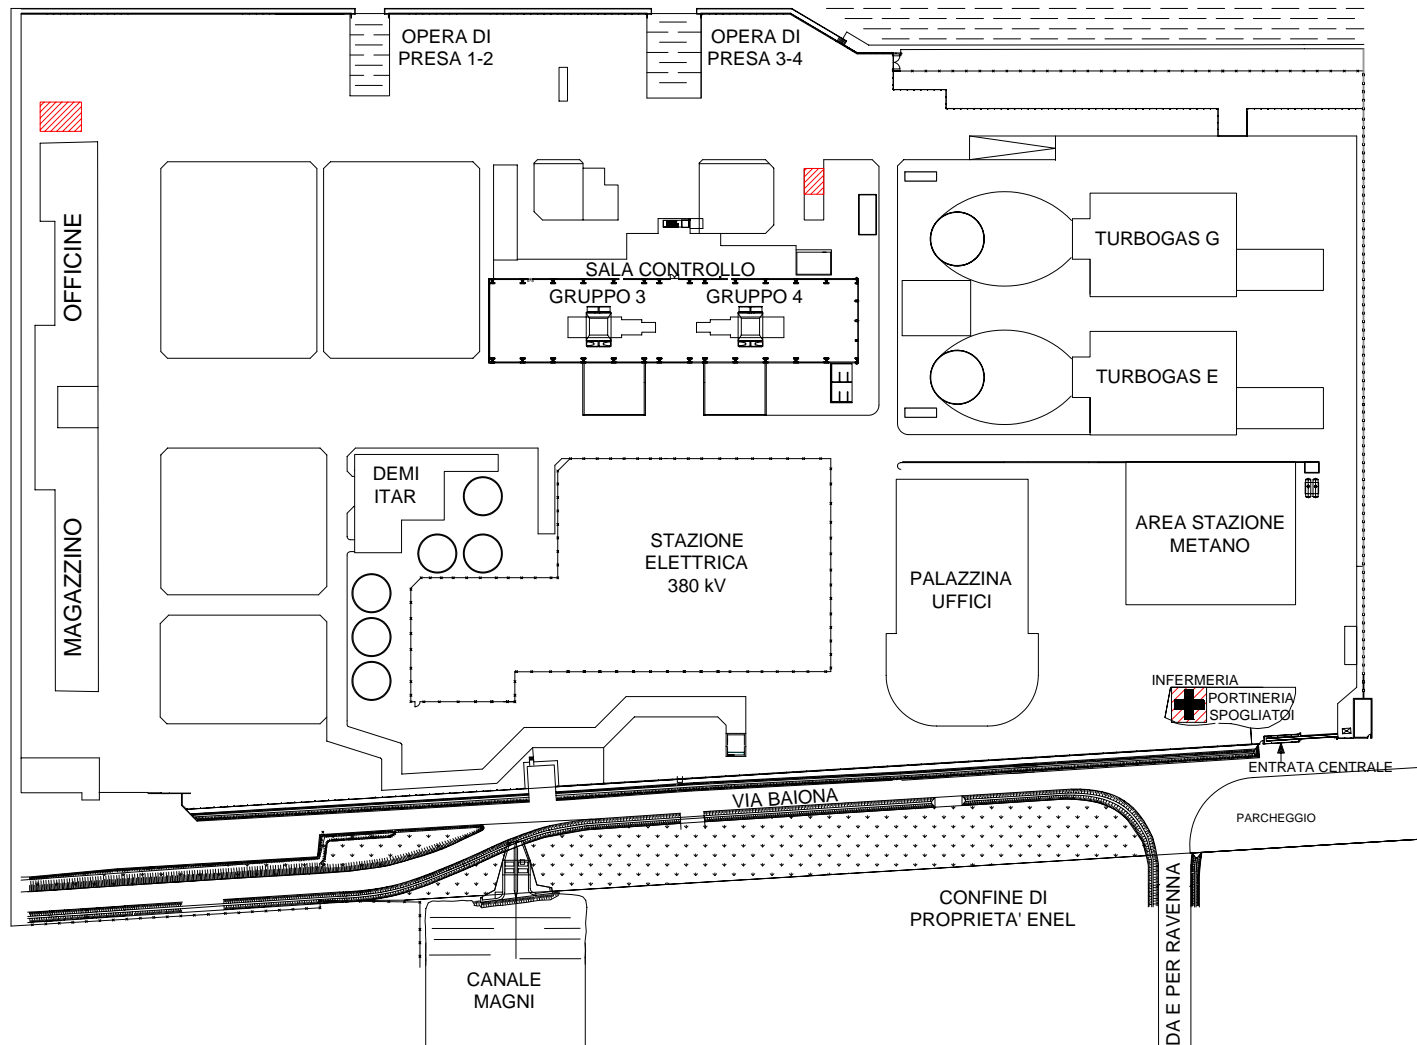 OPERA DI
PRESA 1-2
OPERA DI
PRESA 3-4
OFFICINE
MAGAZZINO
SALA CONTROLLO
GRUPPO 3
GRUPPO 4
TURBOGAS G
TURBOGAS E
DEMI
ITAR
STAZIONE
ELETTRICA
380 kV
PALAZZINA
UFFICI
AREA STAZIONE
METANO
INFERMERIA
PORTINERIA
SPOGLIATOI
ENTRATA CENTRALE
VIA BAIONA
PARCHEGGIO
CONFINE DI
PROPRIETA' ENEL
DA E PER RAVENNA
CANALE
MAGNI